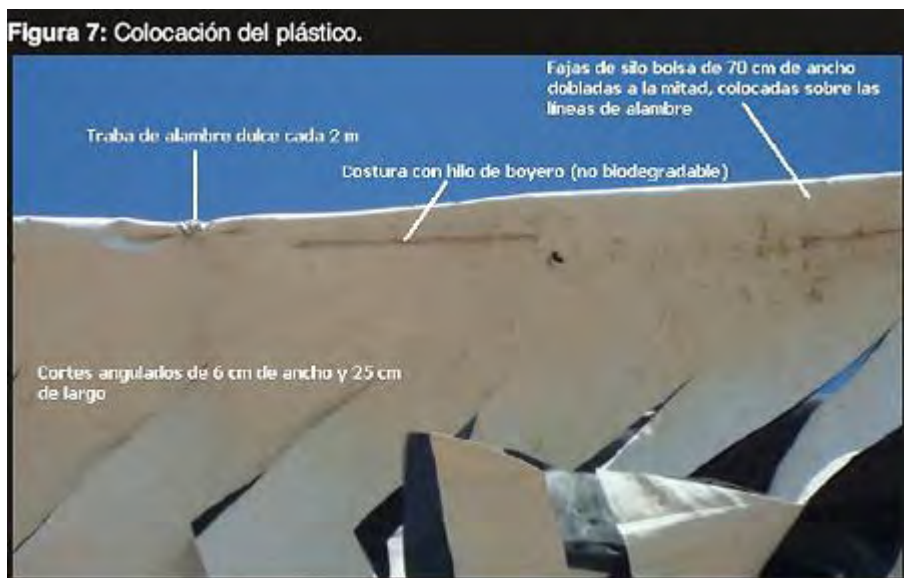 Figura 7: Colocación del plástico.
Fajas de silo bolsa de 70 cm de ancho
dobladas a la mitad, colocadas sobre las
líneas de alambre
Traba de alambre dulce cada 2 m
Costura con hilo de boyero (no biodegradable)
Cortes angulados de 6 cm de ancho y 25 cm
de largo